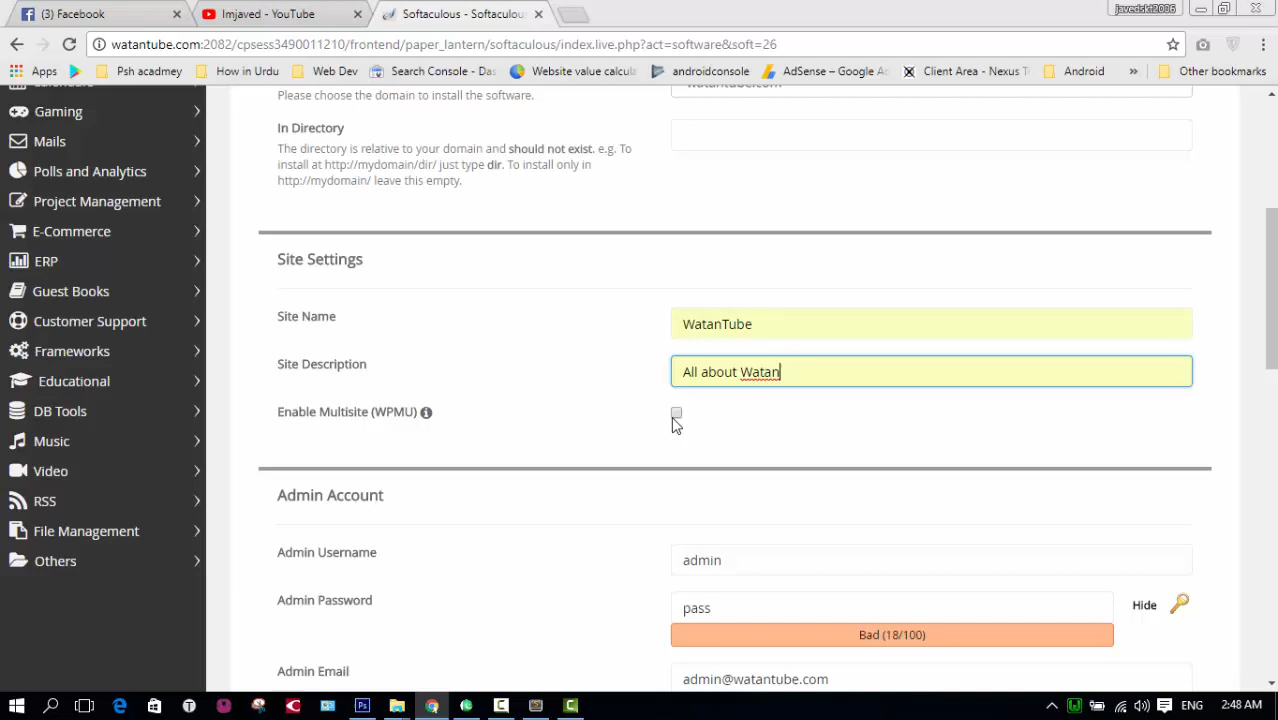 (3) Facebook
Imjaved - YouTube
Softaculous - Softaculou
javedskt2006
watantube.com:2082/cpsess3490011210/frontend/paper_lantern/softaculous/index.live.php?act=software&soft=26
Apps
Psh acadmey
How in Urdu
Web Dev
Search Console - Das
Website value calcula
androidconsole
AdSense – Google Ad
Client Area - Nexus T
Android
»
Other bookmarks
Gaming
Mails
Polls and Analytics
Project Management
E-Commerce
ERP
Guest Books
Customer Support
Frameworks
Educational
DB Tools
Music
Video
RSS
File Management
Others
Please choose the domain to install the software.
watantube.com
In Directory
The directory is relative to your domain and should not exist. e.g. To
install at http://mydomain/dir/ just type dir. To install only in
http://mydomain/ leave this empty.
Site Settings
Site Name
WatanTube
Site Description
All about Watan
Enable Multisite (WPMU)
Admin Account
Admin Username
admin
Admin Password
pass
Hide
Bad (18/100)
Admin Email
admin@watantube.com
ENG
2:48 AM